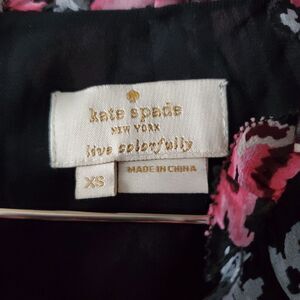 kate spade
NEW YORK
live colorfully
XS
MADE IN CHINA